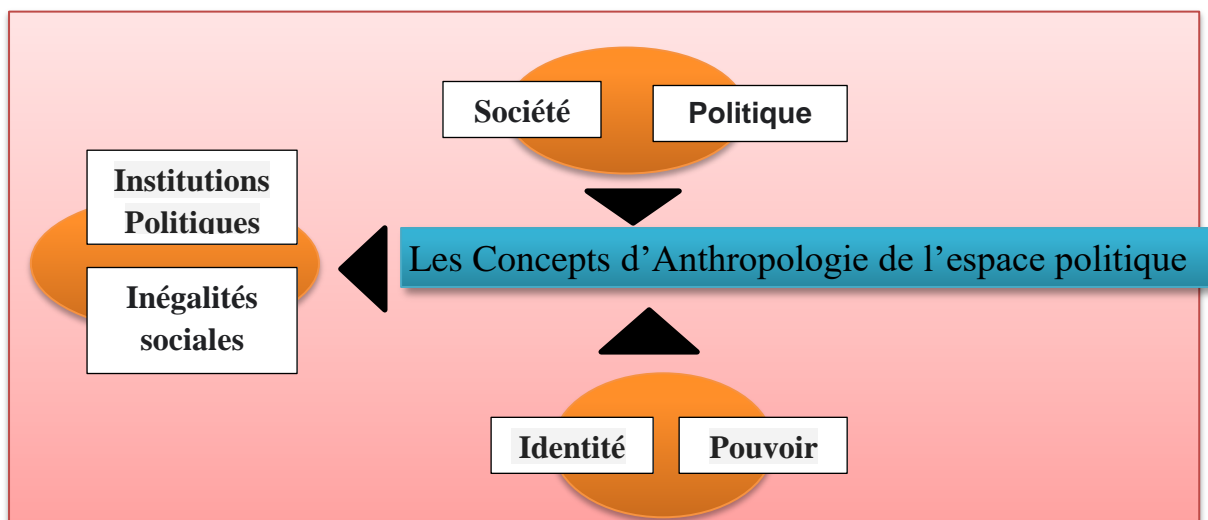 Société
Politique
Institutions
Politiques
Les Concepts d’Anthropologie de l’espace politique
Inégalités
sociales
Identité
Pouvoir